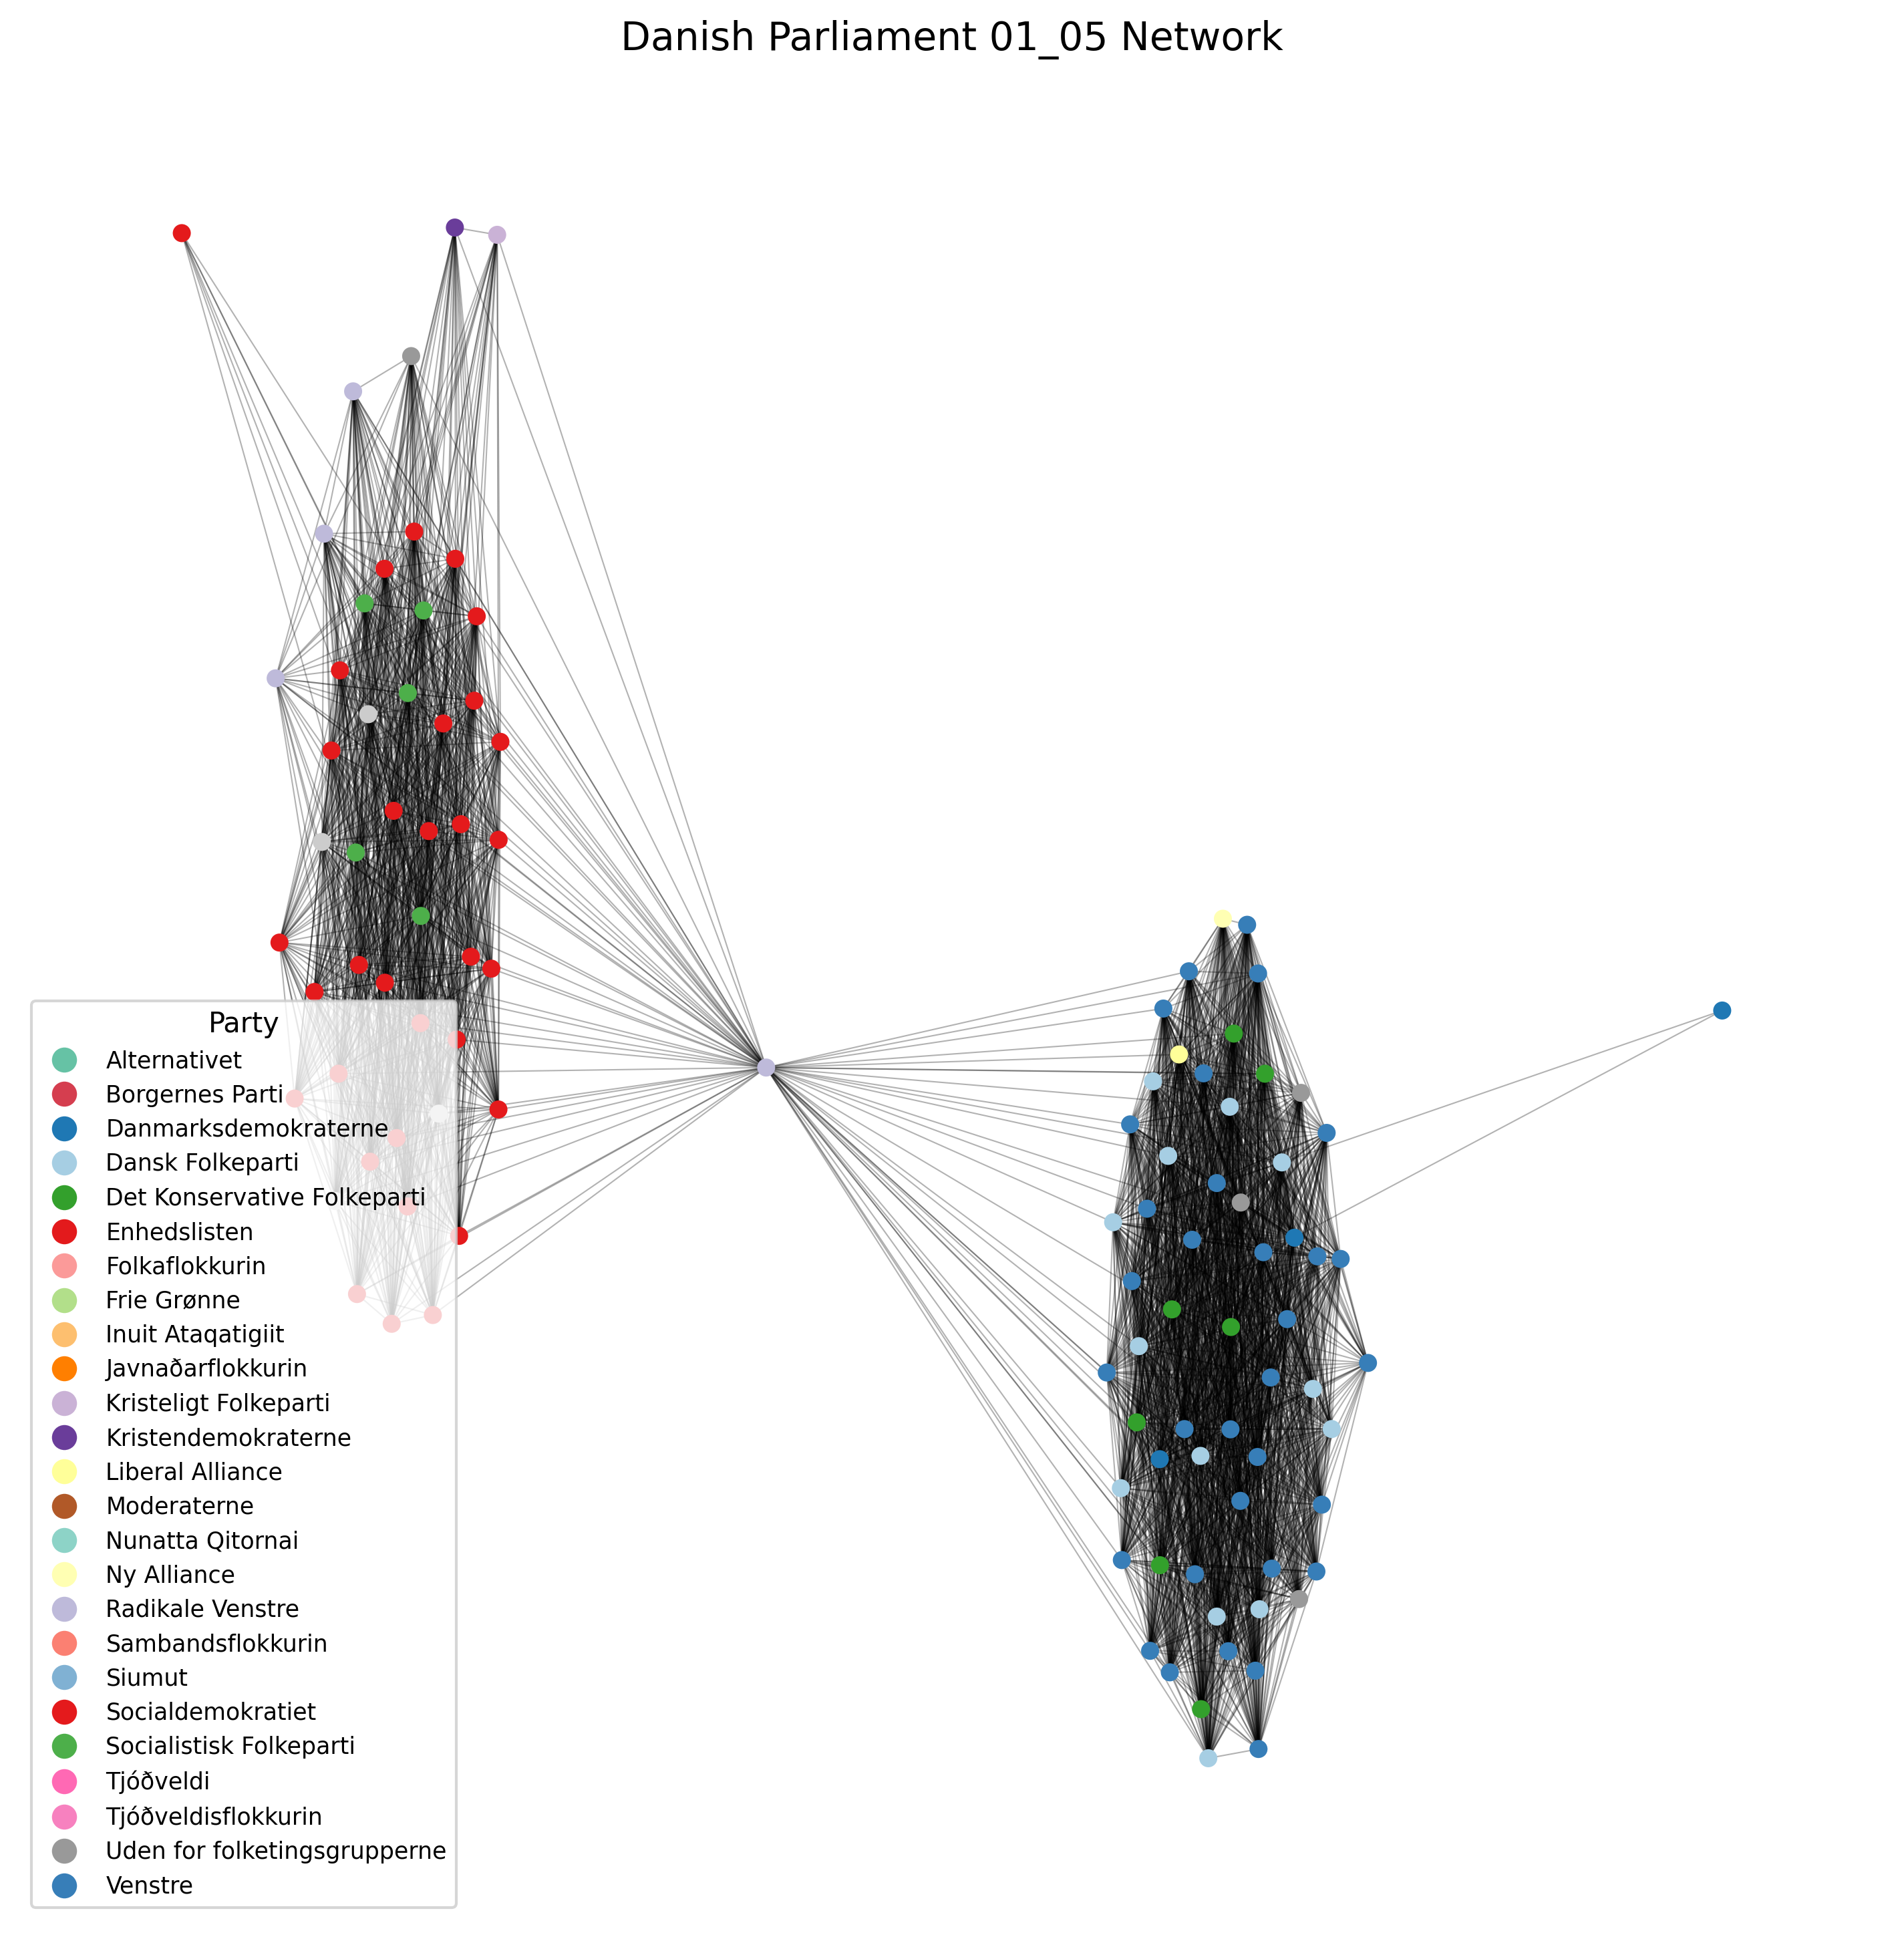 Danish Parliament 01_05 Network
Party
Alternativet
Borgernes Parti
Danmarksdemokraterne
Dansk Folkeparti
Det Konservative Folkeparti
Enhedslisten
Folkaflokkurin
Frie Grønne
Inuit Ataqatigiit
Javnaðarflokkurin
Kristeligt Folkeparti
Kristendemokraterne
Liberal Alliance
Moderaterne
Nunatta Qitornai
Ny Alliance
Radikale Venstre
Sambandsflokkurin
Siumut
Socialdemokratiet
Socialistisk Folkeparti
Tjóðveldi
Tjóðveldisflokkurin
Uden for folketingsgrupperne
Venstre